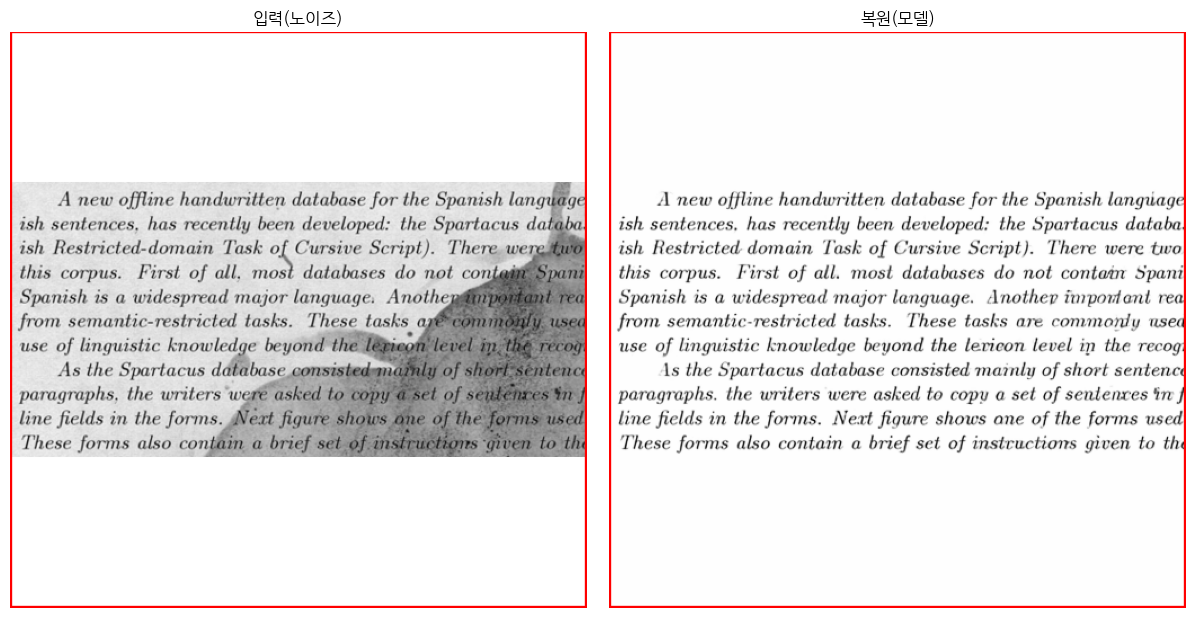 입력(노이즈)
A new offline handwritten database for the Spanish language
ish sentences, has recently been developed: the Spartacus databa
ish Restricted-domain Task of Cursive Script). There were two
this corpus. First of all, most databases do not contain Spani
Spanish is a widespread major language. Another important rea
from semantic-restricted tasks. These tasks are commonly used
use of linguistic knowledge beyond the lexicon level in the recog
As the Spartacus database consisted mainly of short sentence
paragraphs, the writers were asked to copy a set of sentences in f
line fields in the forms. Next figure shows one of the forms used
These forms also contain a brief set of instructions given to the
복원(모델)
A new offline handwritten database for the Spanish language
ish sentences, has recently been developed: the Spartacus databa
ish Restricted domain Task of Cursive Script). There were two
this corpus. First of all. most databases do not contain Spani
Spanish is a widespread major language. Another important rea
from semantic-restricted tasks. These tasks are commonly used
use of linguistic knowledge beyond the lexicon level in the recog
As the Spartacus database consisted mainly of short sentence
paragraphs. the writers were asked to copy a set of sentences in f
line fields in the forms. Next figure shows one of the forms used
These forms also contain a brief set of instructions given to the